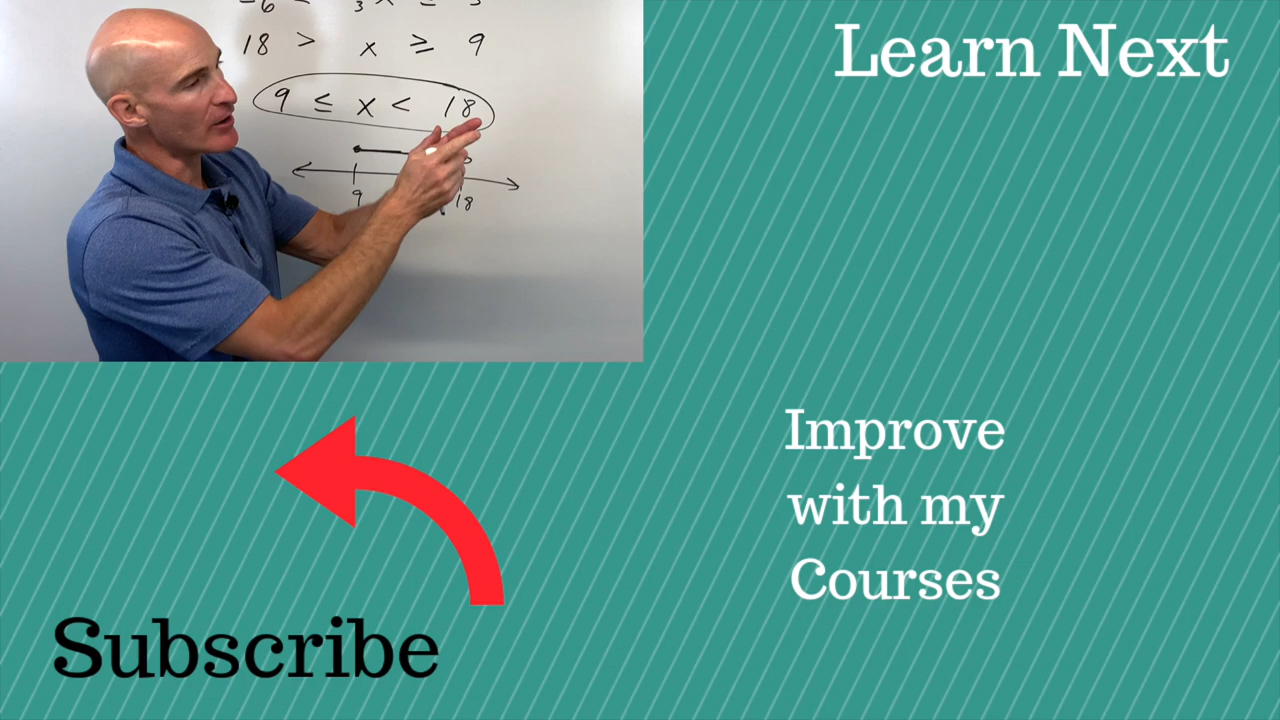 18 > x ≥ 9
9 ≤ x < 18
9 18
Learn Next
Improve
with my
Courses
Subscribe